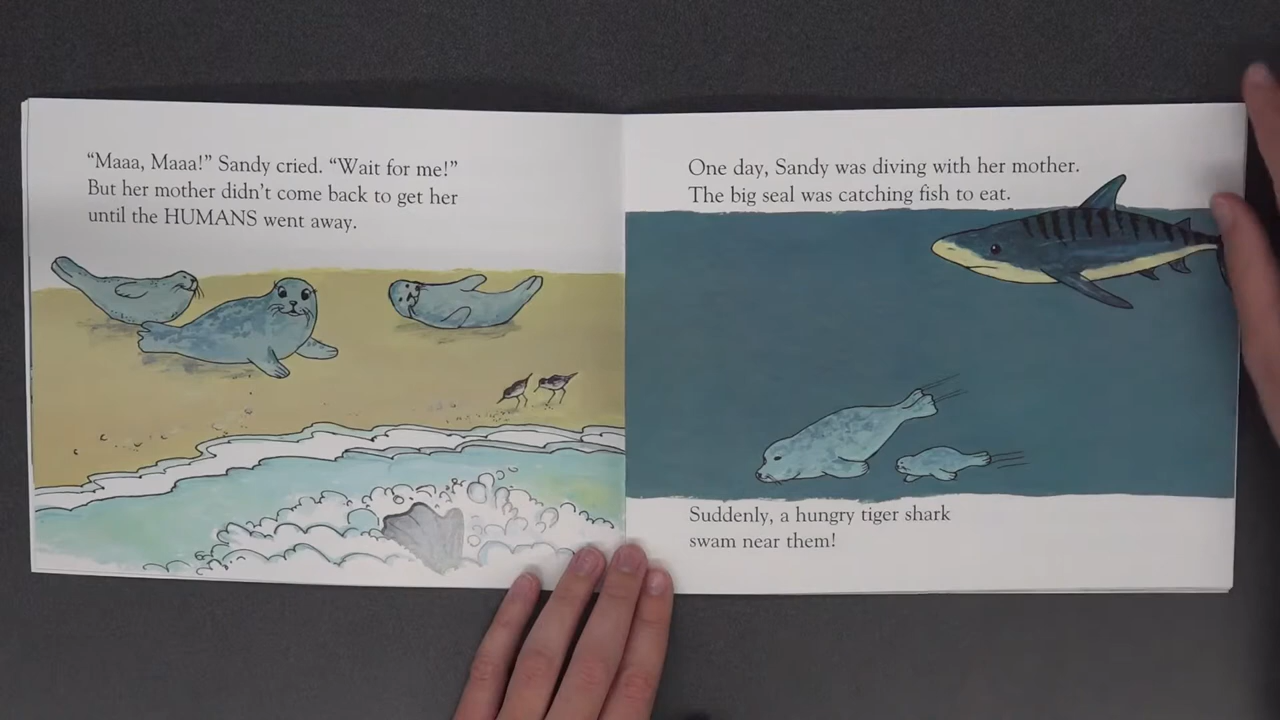 “Maaa, Maaa!” Sandy cried. “Wait for me!”
But her mother didn’t come back to get her
until the HUMANS went away.
One day, Sandy was diving with her mother.
The big seal was catching fish to eat.
Suddenly, a hungry tiger shark
swam near them!